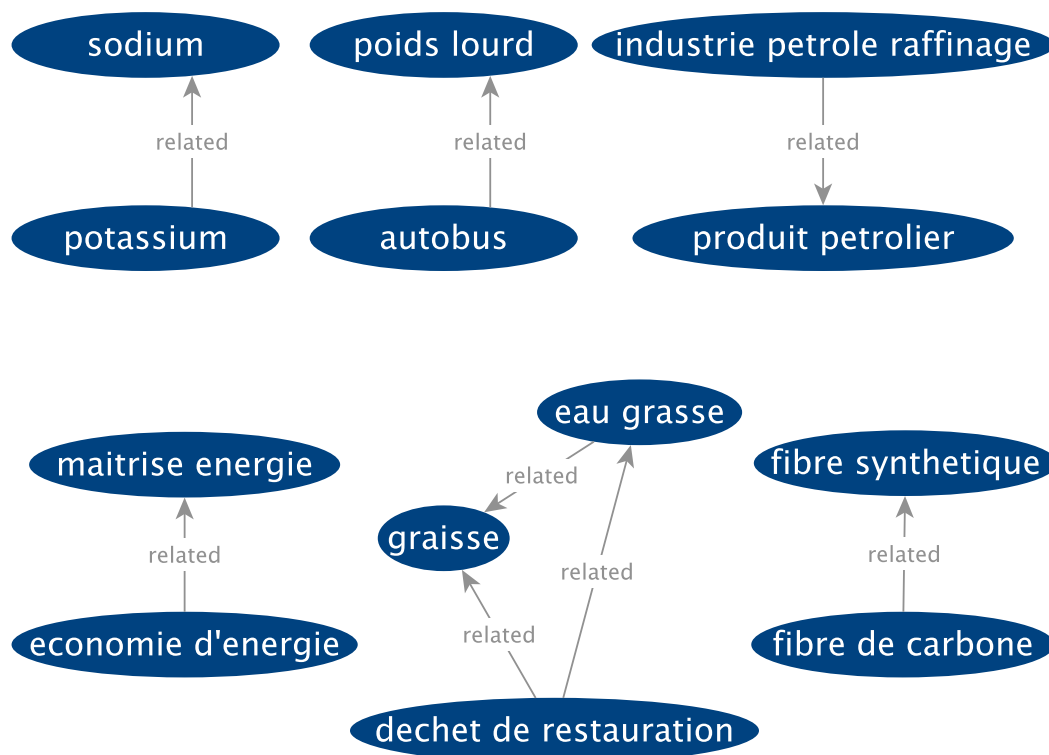 sodium
poids lourd
industrie petrole raffinage
related
related
related
potassium
autobus
produit petrolier
eau grasse
maitrise energie
fibre synthetique
related
graisse
related
related
related
related
economie d'energie
fibre de carbone
dechet de restauration